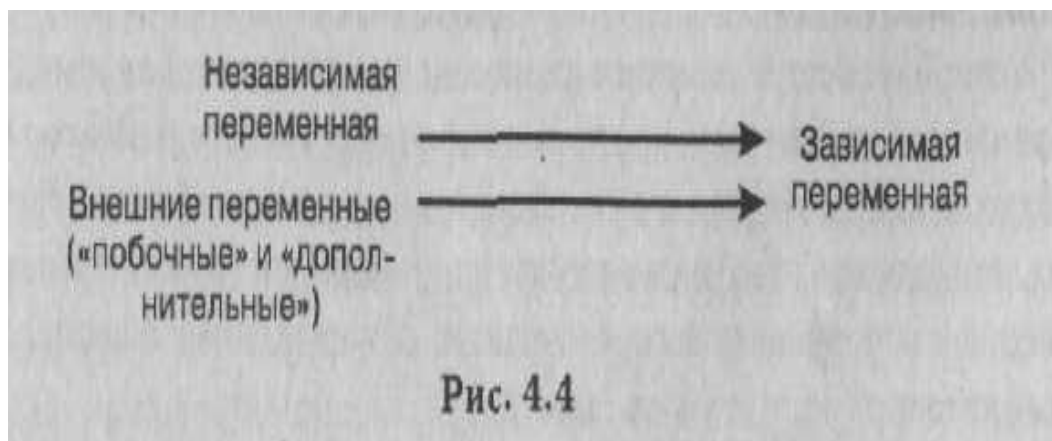 Независимая
переменная
Зависимая
переменная
Внешние переменные
(«побочные» и «допол-
нительные»)
Рис. 4.4